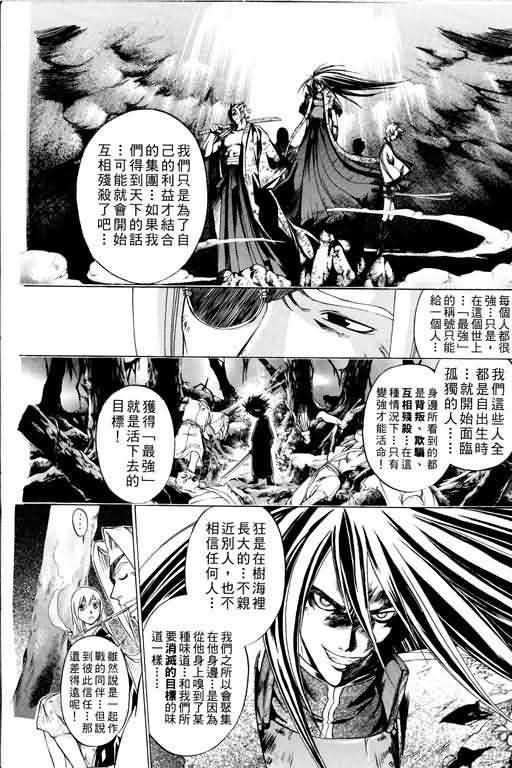 我們只是為了自
己的利益才結合
的集團…如果我
們得到天下的話
…可能就會開始
互相殘殺了吧…
每個人都很
強…只是，
在這個世上
…「最強」
的稱號只能
給一個人…
我們這些人全
都是自出生時
…就開始面臨
孤獨的人……
身邊所看到的都
是背叛、欺騙、
互相殘殺…在這
種情況下…只有
變強才能活命！
獲得「最強」
就是活下去的
目標！
狂是在樹海裡
長大的…不親
近別人，也不
相信任何人…
我們之所以會聚集
在他身邊…是因為
從他身上嗅到了某
種味道…和我們所
要消滅的目標的味
道一樣……
…
雖然說是一起作
戰的同伴…但說
到彼此信任…那
還差得遠呢！